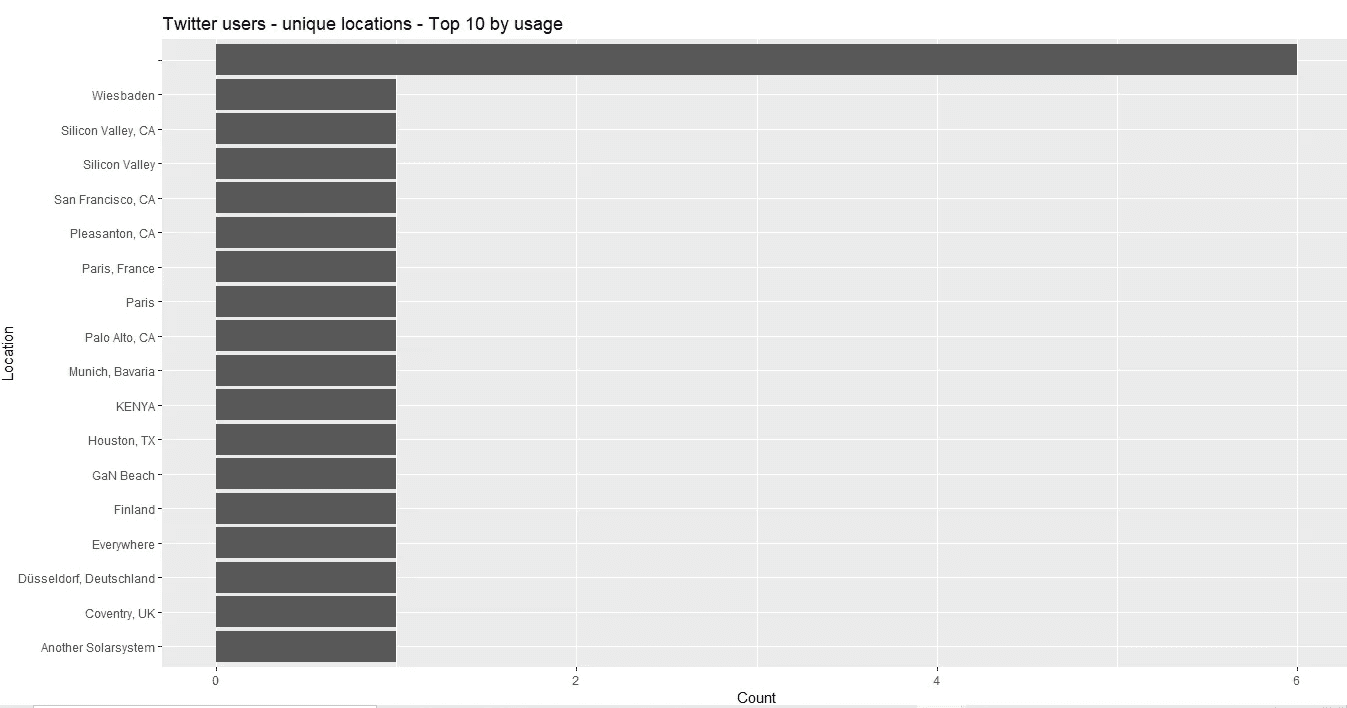 Twitter users - unique locations - Top 10 by usage
Wiesbaden
Silicon Valley, CA
Silicon Valley
San Francisco, CA
Pleasanton, CA
Paris, France
Paris
Palo Alto, CA
Munich, Bavaria
KENYA
Houston, TX
GaN Beach
Finland
Everywhere
Düsseldorf, Deutschland
Coventry, UK
Another Solarsystem
Location
0 2 4 6
Count